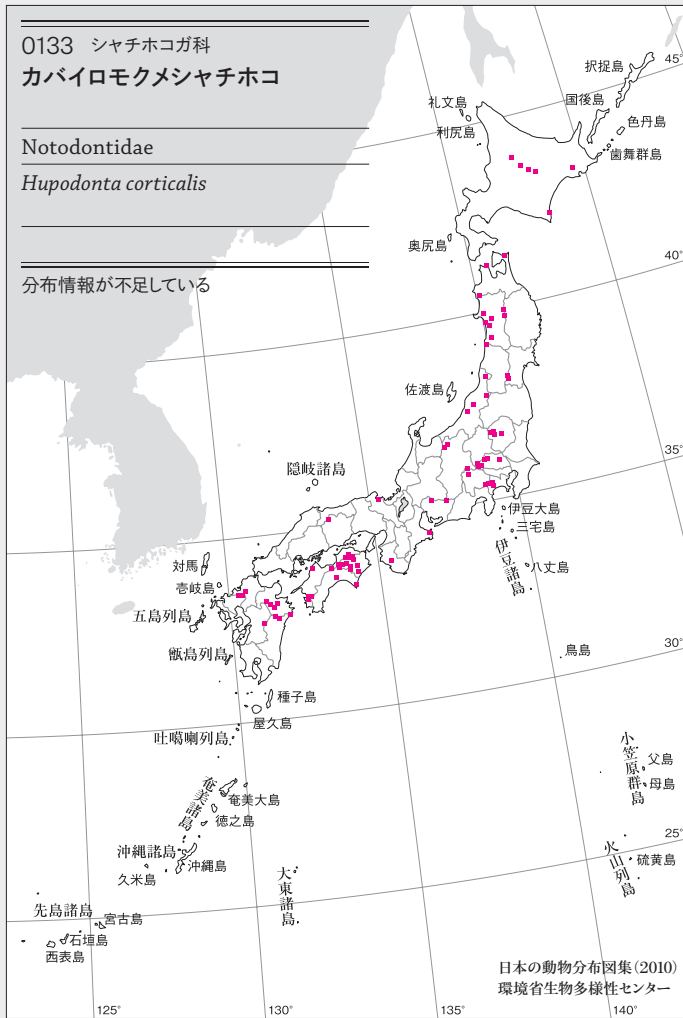 0133 シャチホコガ科
カバイロモクメシャチホコ
Notodontidae
Hupodonta corticalis
分布情報が不足している
45°
択捉島
国後島
礼文島
色丹島
利尻島
歯舞群島
奥尻島
40°
佐渡島
35°
隠岐諸島
伊豆大島
三宅島
伊豆諸島
八丈島
対馬
壱岐島
五島列島
甑島列島
鳥島
30°
種子島
屋久島
吐噶喇列島
小笠原群島
父島
母島
奄美諸島
奄美大島
徳之島
25°
沖縄諸島
沖縄島
久米島
火山列島
硫黄島
大東諸島
先島諸島
宮古島
石垣島
西表島
日本の動物分布図集(2010)
環境省生物多様性センター
125°
130°
135°
140°